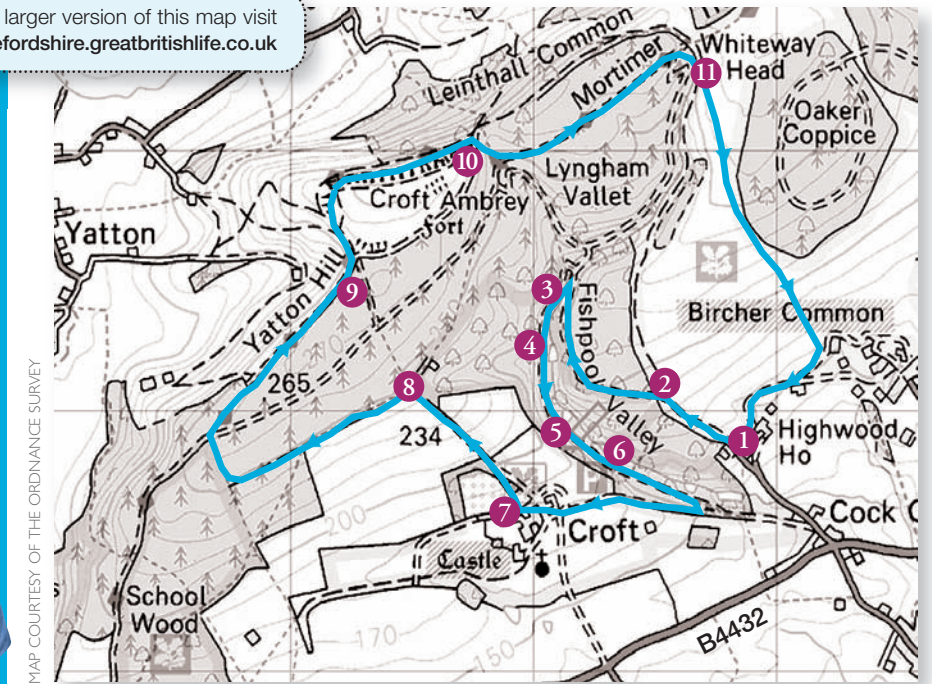 larger version of this map visit
efordshire.greatbritishlife.co.uk
MAP COURTESY OF THE ORDNANCE SURVEY
Leinthall Common
Mortimer
Whiteway
Head
11
Oaker
Coppice
10
Lyngham
Vallet
Croft Ambrey
fort
Yatton
Yatton Hill
9
3
Fishpool
Valley
4
Bircher Common
265
8
2
234
5
6
1
Highwood
Ho
7
Croft
Castle
Cock
200
School
Wood
170
150
B4432